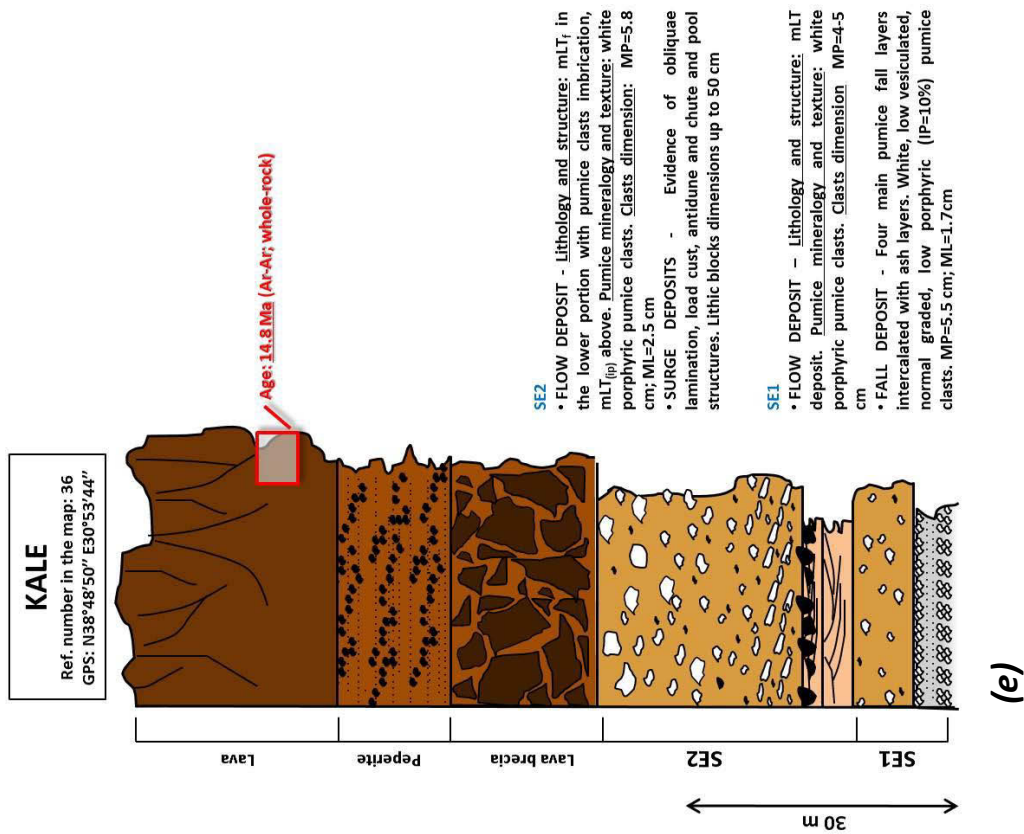 KALE
Ref. number in the map: 36
GPS: N38°48'50" E30°53'44"
Age: 14.8 Ma (Ar-Ar; whole-rock)
Lava
Peperite
Lava brecia
SE2
SE1
30 m
SE2
• FLOW DEPOSIT - Lithology and structure: mLTf in
the lower portion with pumice clasts imbrication,
mLT(ip) above. Pumice mineralogy and texture: white
porphyric pumice clasts. Clasts dimension: MP=5.8
cm; ML=2.5 cm
• SURGE DEPOSITS - Evidence of obliquae
lamination, load cust, antidune and chute and pool
structures. Lithic blocks dimensions up to 50 cm
SE1
• FLOW DEPOSIT – Lithology and structure: mLT
deposit. Pumice mineralogy and texture: white
porphyric pumice clasts. Clasts dimension MP=4-5
cm
• FALL DEPOSIT - Four main pumice fall layers
intercalated with ash layers. White, low vesiculated,
normal graded, low porphyric (IP=10%) pumice
clasts. MP=5.5 cm; ML=1.7cm
(e)